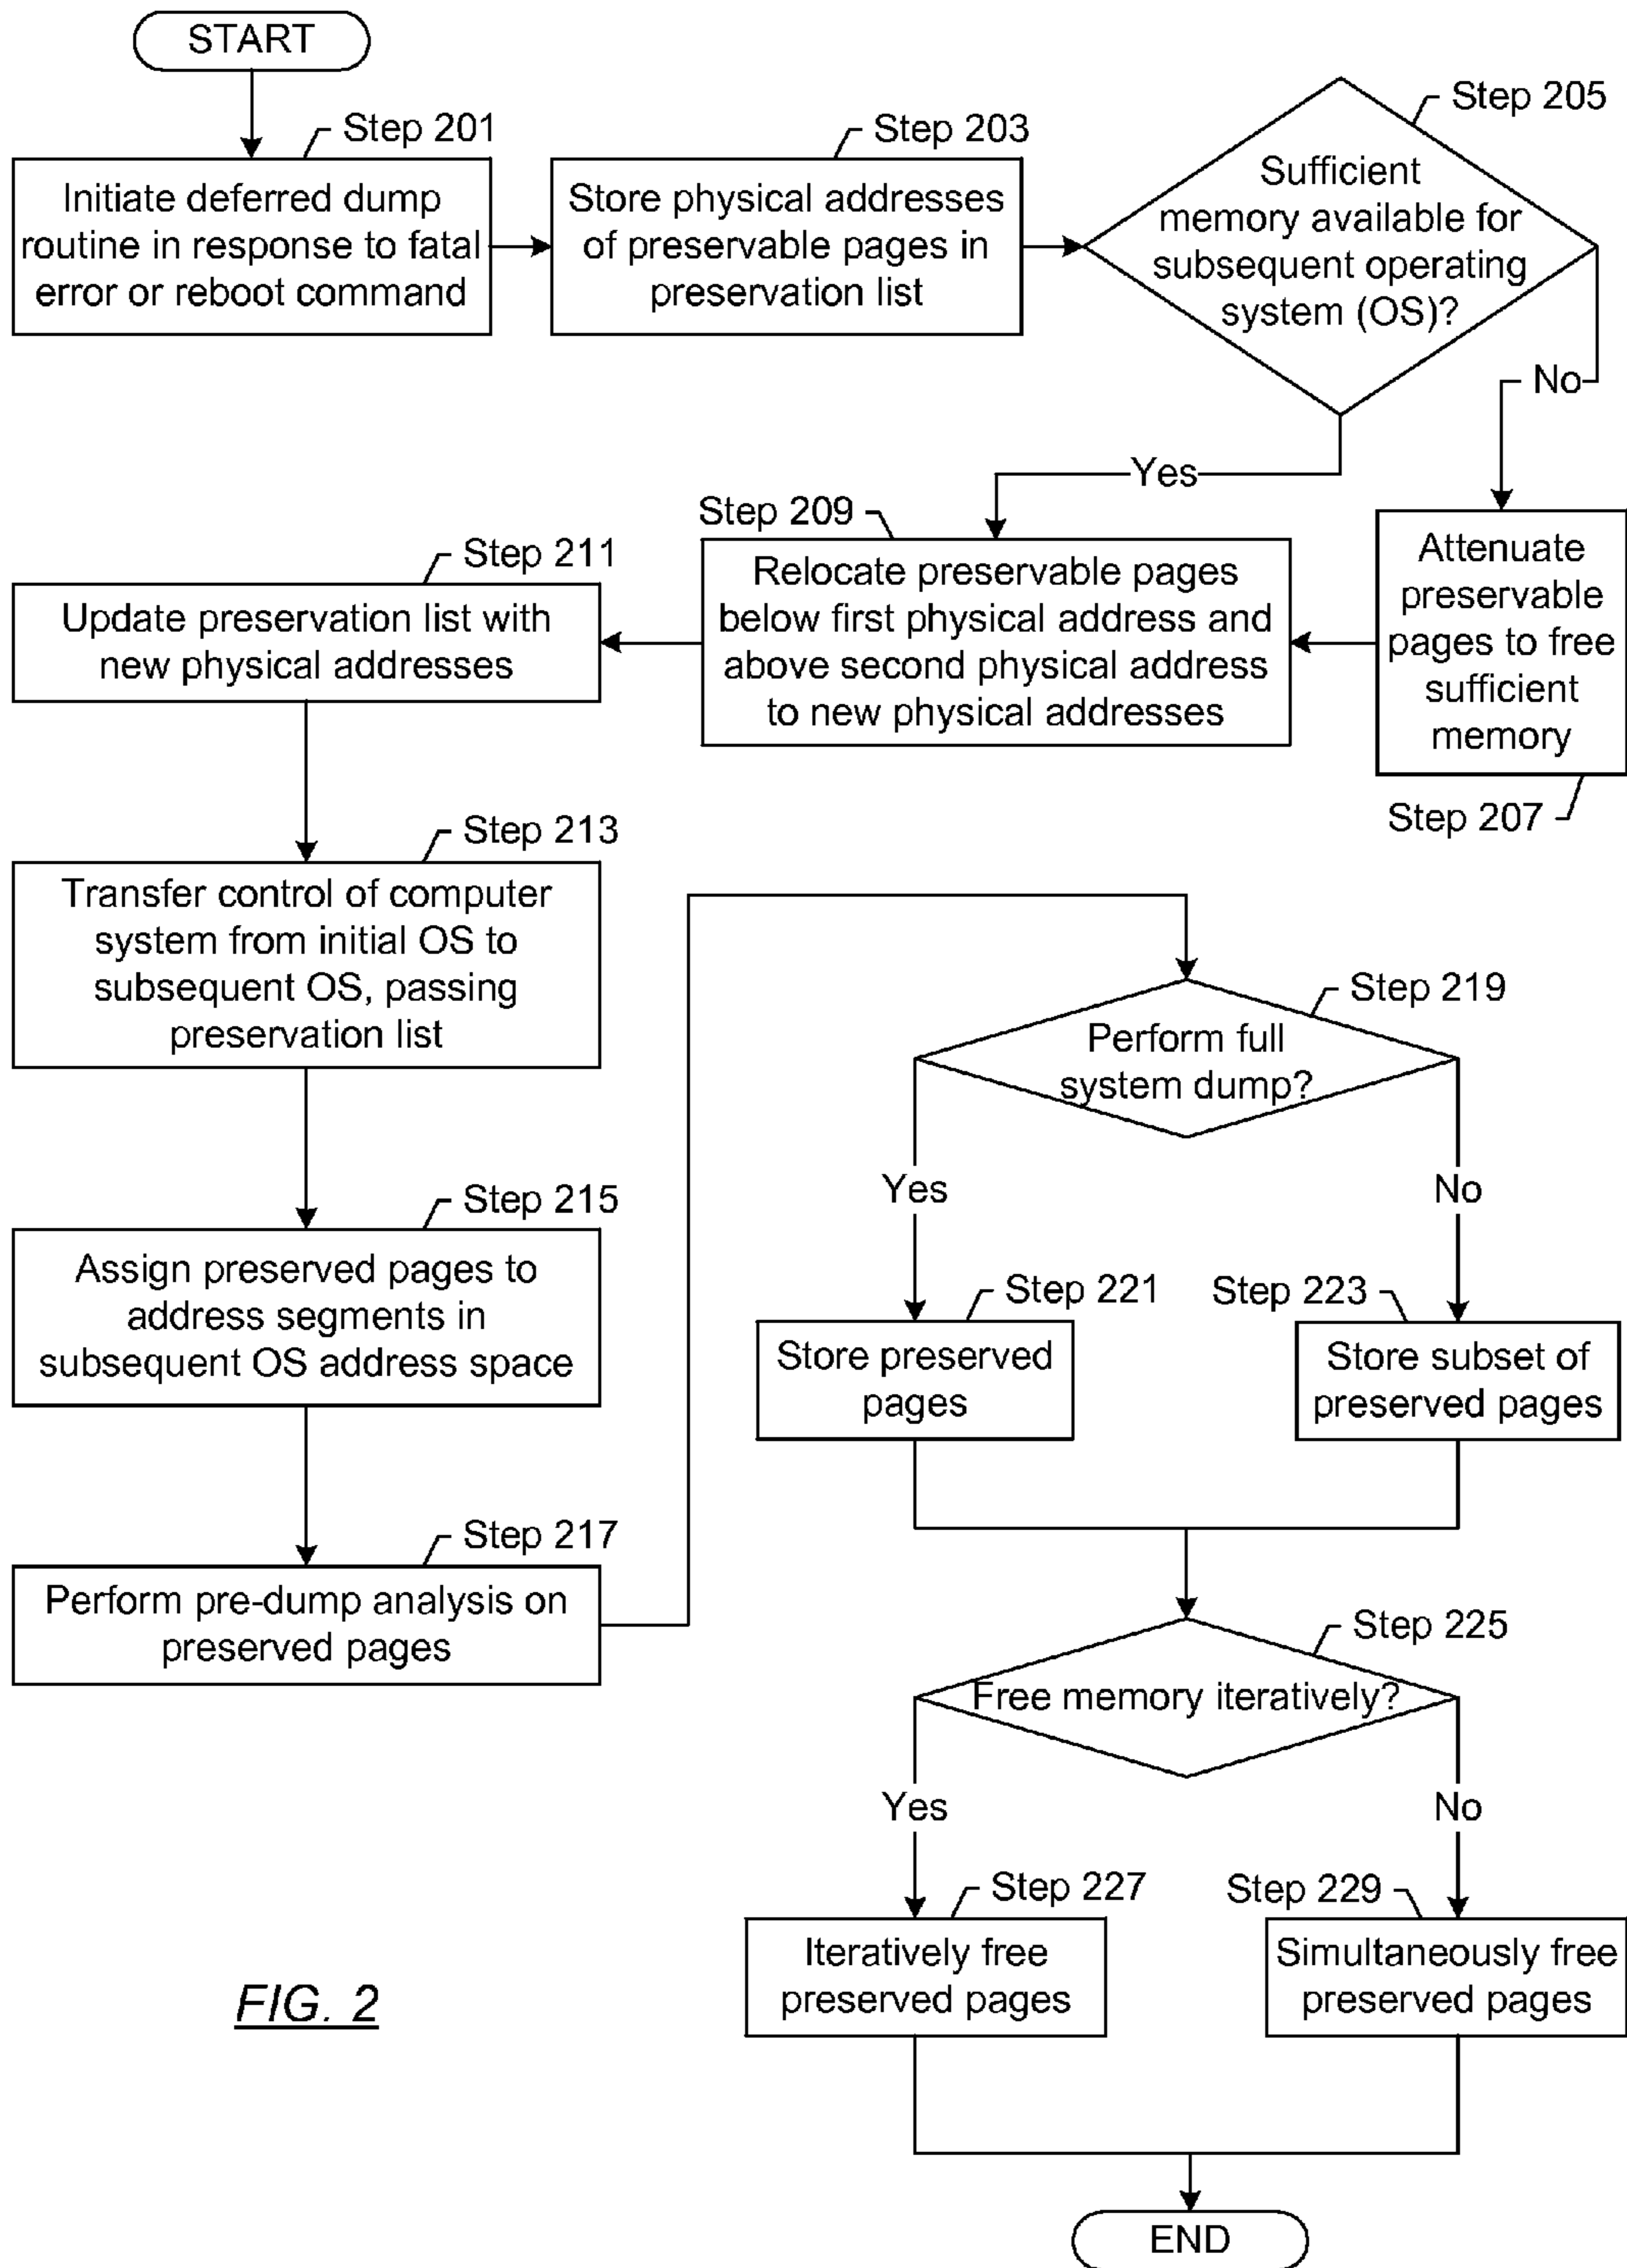 START
Step 201
Initiate deferred dump
routine in response to fatal
error or reboot command
Step 203
Store physical addresses
of preservable pages in
preservation list
Step 205
Sufficient
memory available for
subsequent operating
system (OS)?
No
Yes
Step 207
Attenuate
preservable
pages to free
sufficient
memory
Step 209
Relocate preservable pages
below first physical address and
above second physical address
to new physical addresses
Step 211
Update preservation list with
new physical addresses
Step 213
Transfer control of computer
system from initial OS to
subsequent OS, passing
preservation list
Step 215
Assign preserved pages to
address segments in
subsequent OS address space
Step 217
Perform pre-dump analysis on
preserved pages
Step 219
Perform full
system dump?
Yes
No
Step 221
Store preserved
pages
Step 223
Store subset of
preserved pages
Step 225
Free memory iteratively?
Yes
No
Step 227
Iteratively free
preserved pages
Step 229
Simultaneously free
preserved pages
END
FIG. 2